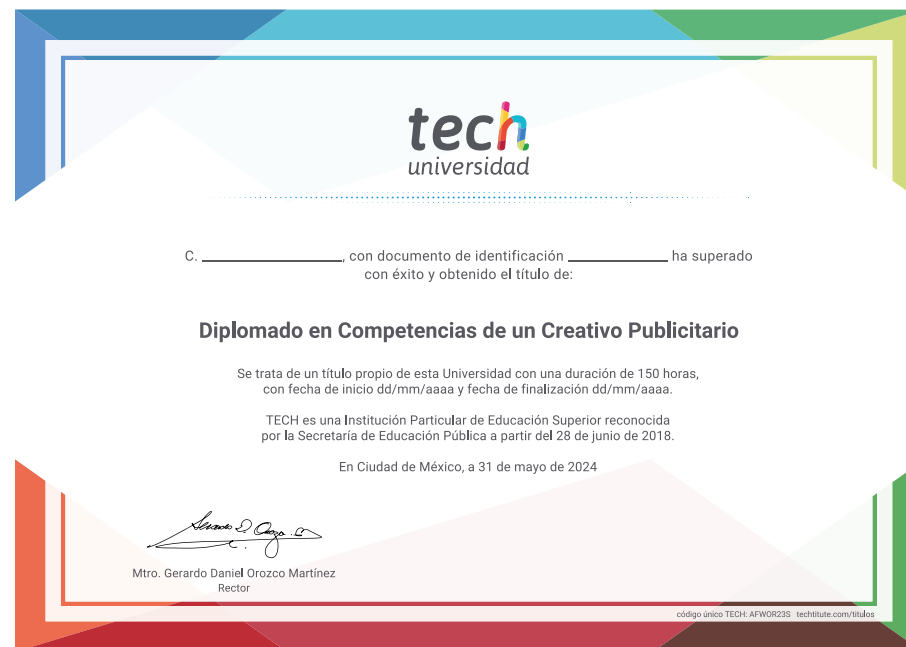 tech
universidad
C. ____________, con documento de identificación ____________ ha superado
con éxito y obtenido el título de:
Diplomado en Competencias de un Creativo Publicitario
Se trata de un título propio de esta Universidad con una duración de 150 horas,
con fecha de inicio dd/mm/aaaa y fecha de finalización dd/mm/aaaa.
TECH es una Institución Particular de Educación Superior reconocida
por la Secretaría de Educación Pública a partir del 28 de junio de 2018.
En Ciudad de México, a 31 de mayo de 2024
Mtro. Gerardo Daniel Orozco Martínez
Rector
código único TECH: AFWOR23S techtitute.com/titulos